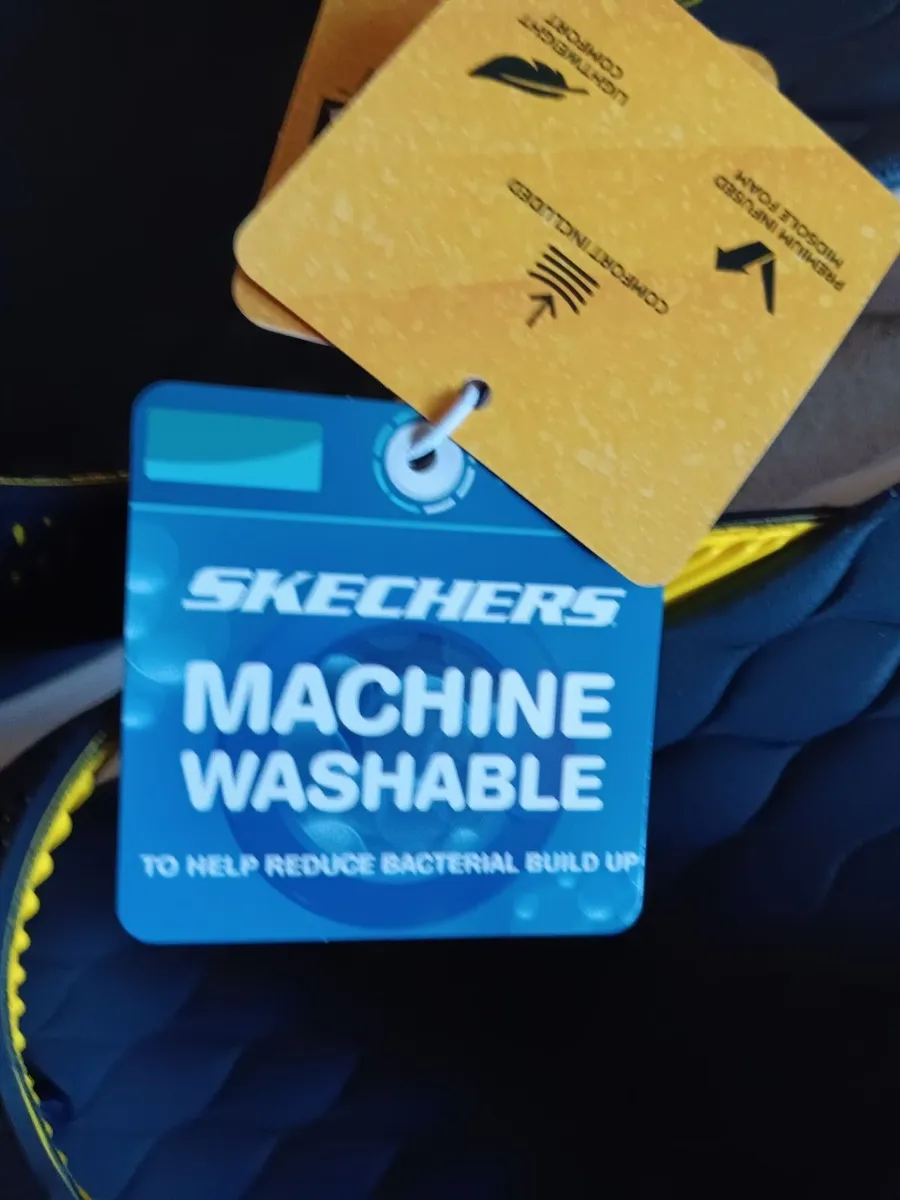 LIGHTWEIGHT
COMFORT
PREMIUM INFUSED
MIDSOLE FOAM
COMFORT INCLUDED
SKECHERS
MACHINE
WASHABLE
TO HELP REDUCE BACTERIAL BUILD UP